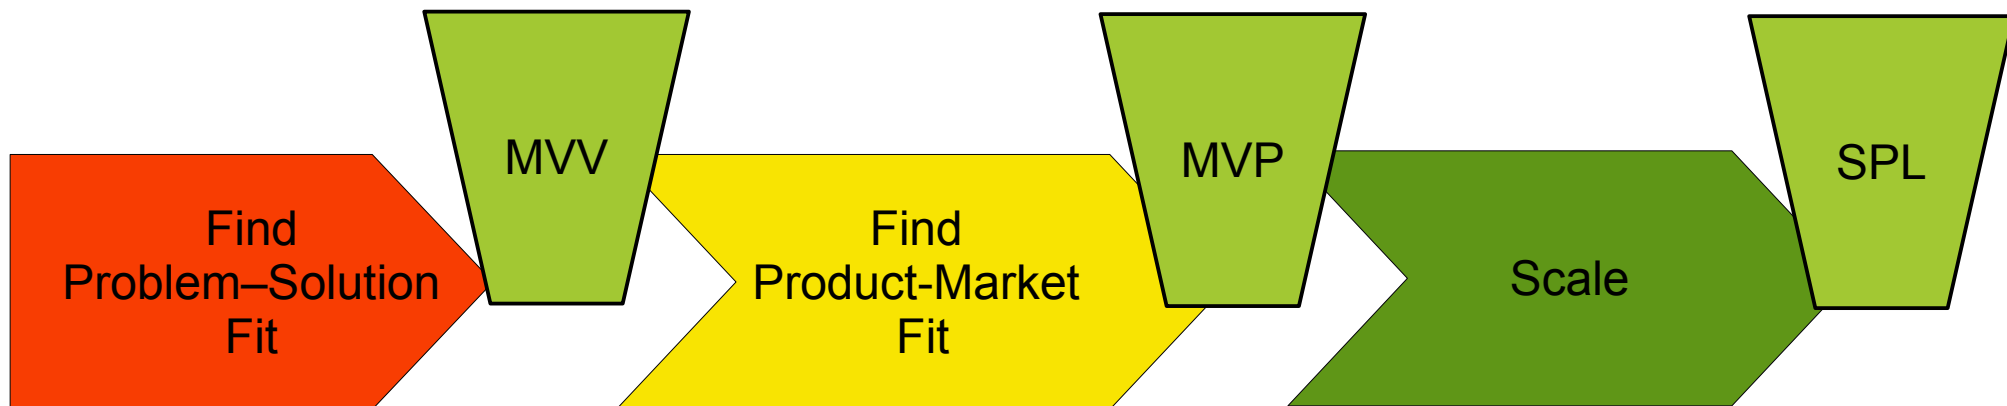 MVV
MVP
SPL
Find
Problem–Solution
Fit
Find
Product-Market
Fit
Scale